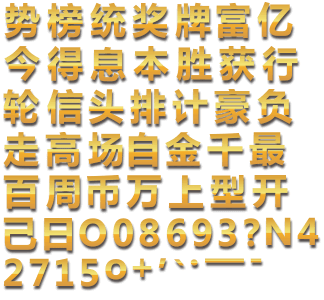 势榜统奖牌富亿
今得息本胜获行
轮信头排计豪负
走高场自金千最
百周币万上型开
己日O08693?N4
2715o+'`·—-